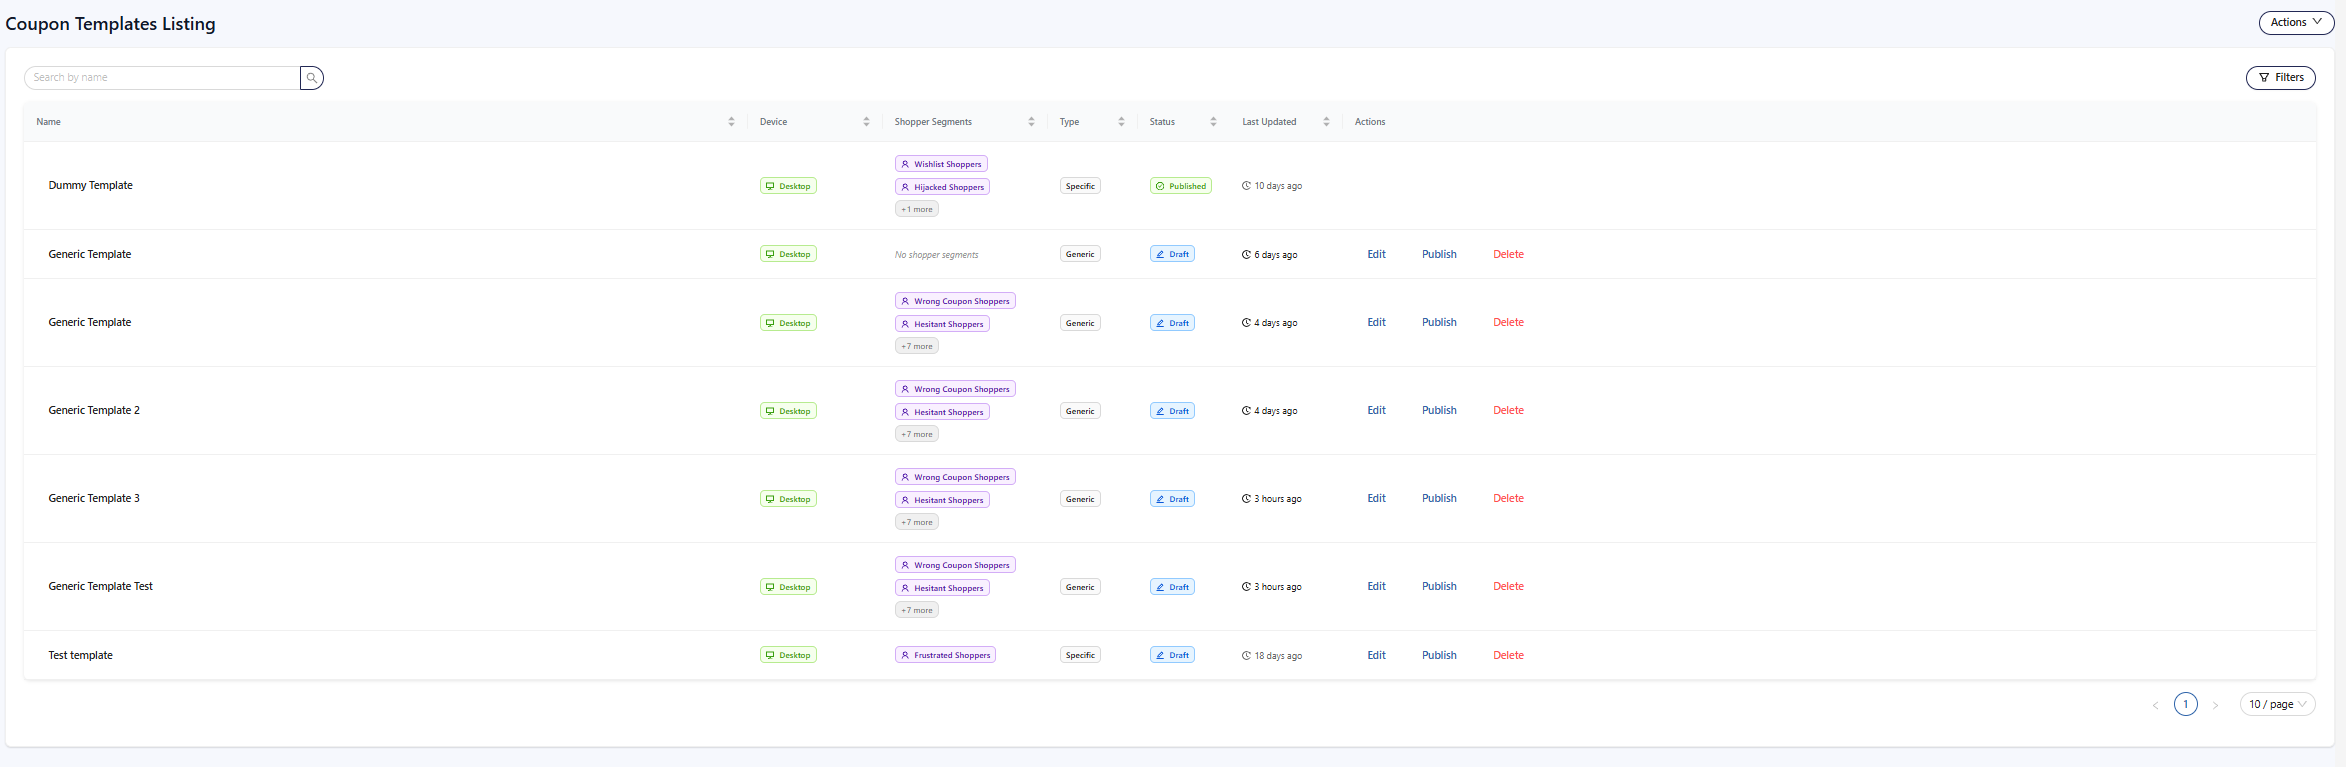 Coupon Templates Listing
Actions
Search by name
Filters
Name Device Shopper Segments Type Status Last Updated Actions
Wishlist Shoppers
Dummy Template Desktop Hijacked Shoppers Specific Published 10 days ago
+1 more
Generic Template Desktop No shopper segments Generic Draft 6 days ago Edit Publish Delete
Wrong Coupon Shoppers
Generic Template Desktop Hesitant Shoppers Generic Draft 4 days ago Edit Publish Delete
+7 more
Wrong Coupon Shoppers
Generic Template 2 Desktop Hesitant Shoppers Generic Draft 4 days ago Edit Publish Delete
+7 more
Wrong Coupon Shoppers
Generic Template 3 Desktop Hesitant Shoppers Generic Draft 3 hours ago Edit Publish Delete
+7 more
Wrong Coupon Shoppers
Generic Template Test Desktop Hesitant Shoppers Generic Draft 3 hours ago Edit Publish Delete
+7 more
Test template Desktop Frustrated Shoppers Specific Draft 18 days ago Edit Publish Delete
1 10 / page